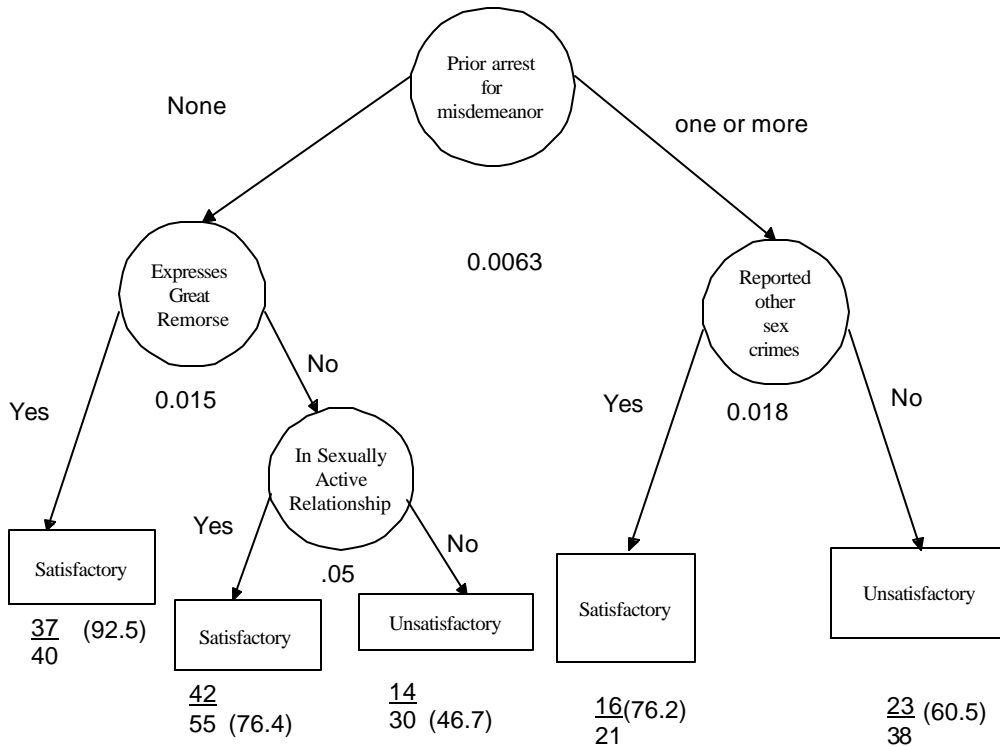 Prior arrest
for
misdemeanor
None
one or more
Expresses
Great
Remorse
0.0063
Reported
other
sex
crimes
Yes
0.015
No
Yes
0.018
No
In Sexually
Active
Relationship
Yes
.05
No
Satisfactory
37
40
(92.5)
Satisfactory
42
55 (76.4)
Unsatisfactory
14
30 (46.7)
Satisfactory
16(76.2)
21
Unsatisfactory
23 (60.5)
38